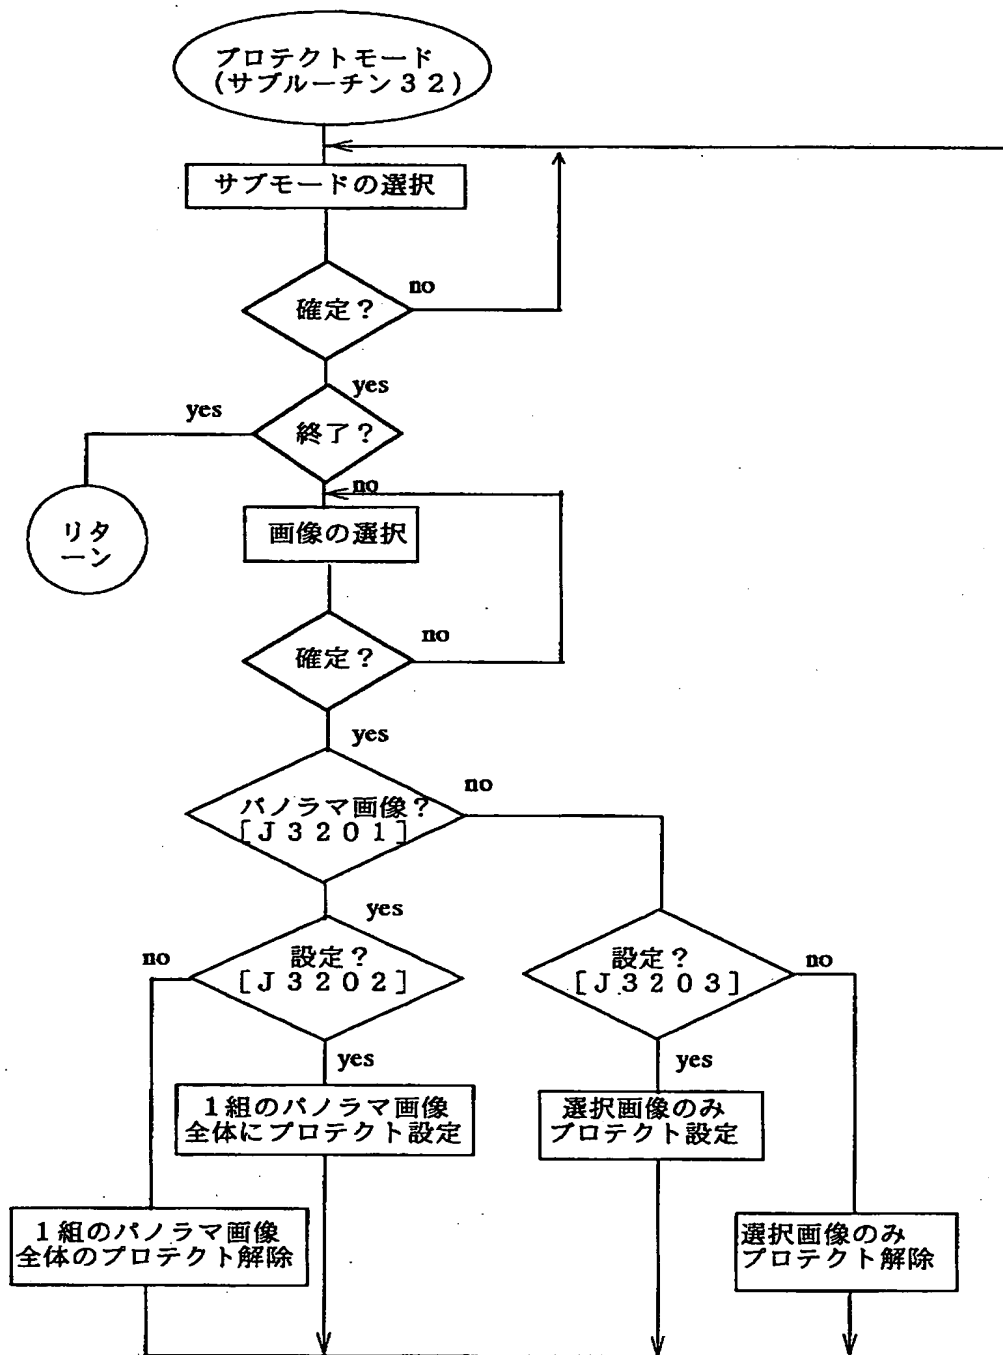 プロテクトモード
(サブルーチン32)
サブモードの選択
確定?
no
yes
終了?
yes
no
リタ
ーン
画像の選択
確定?
no
yes
パノラマ画像?
[J3201]
no
yes
設定?
[J3202]
no
yes
設定?
[J3203]
no
yes
1組のパノラマ画像
全体にプロテクト設定
選択画像のみ
プロテクト設定
1組のパノラマ画像
全体のプロテクト解除
選択画像のみ
プロテクト解除